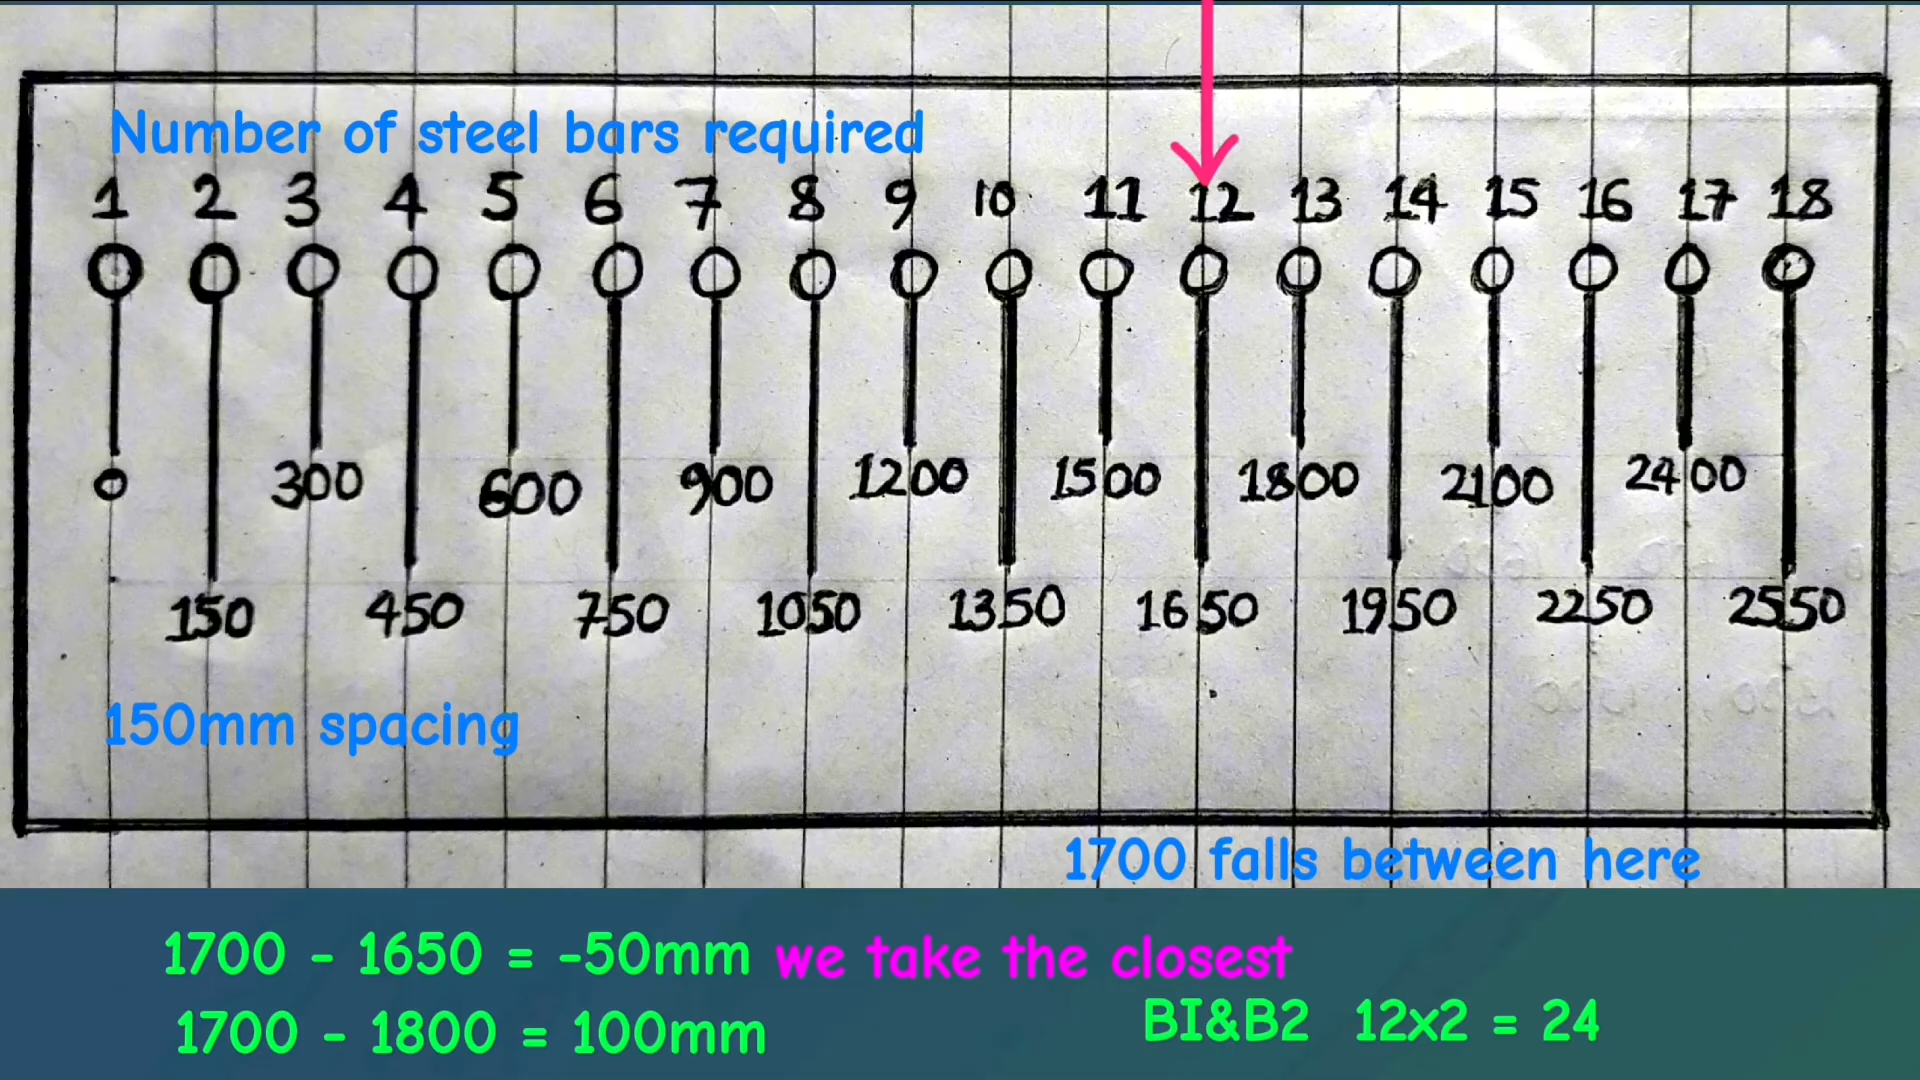 Number of steel bars required
1 2 3 4 5 6 7 8 9 10 11 12 13 14 15 16 17 18
0 300 600 900 1200 1500 1800 2100 2400
150 450 750 1050 1350 1650 1950 2250 2550
150mm spacing
1700 falls between here
1700 - 1650 = -50mm we take the closest
1700 - 1800 = 100mm
BI&B2 12x2 = 24